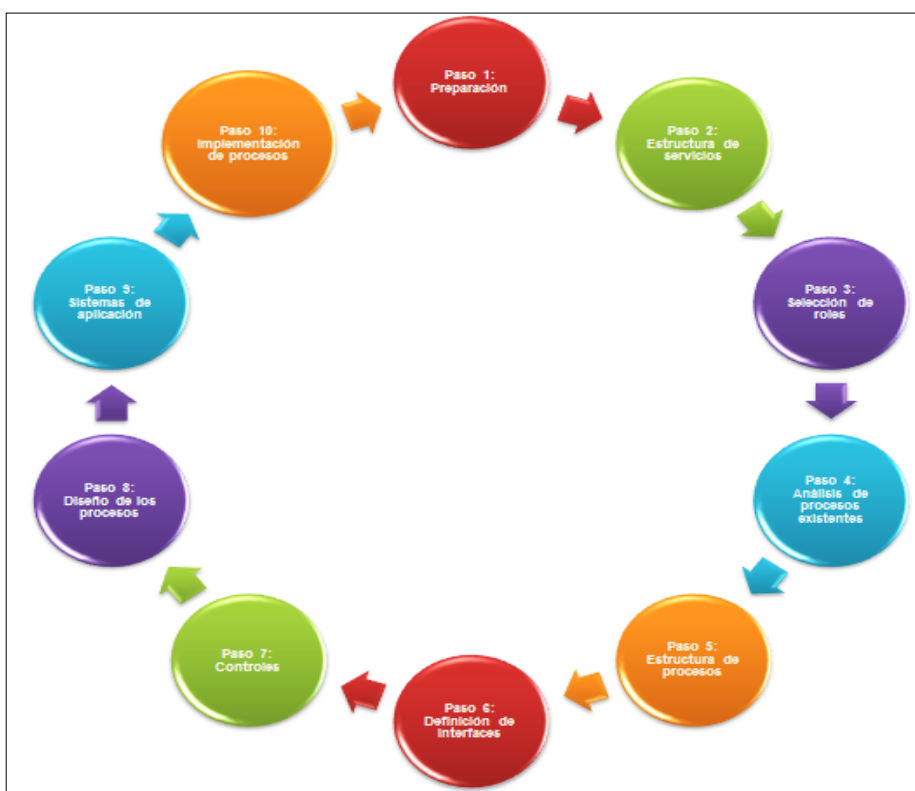 Paso 1:
Preparación
Paso 2:
Estructura de
servicios
Paso 3:
Selección de
roles
Paso 4:
Análisis de
procesos
existentes
Paso 5:
Estructura de
procesos
Paso 6:
Definición de
Interfaces
Paso 7:
Controles
Paso 8:
Diseño de los
procesos
Paso 9:
Sistemas de
aplicación
Paso 10:
Implementación
de procesos